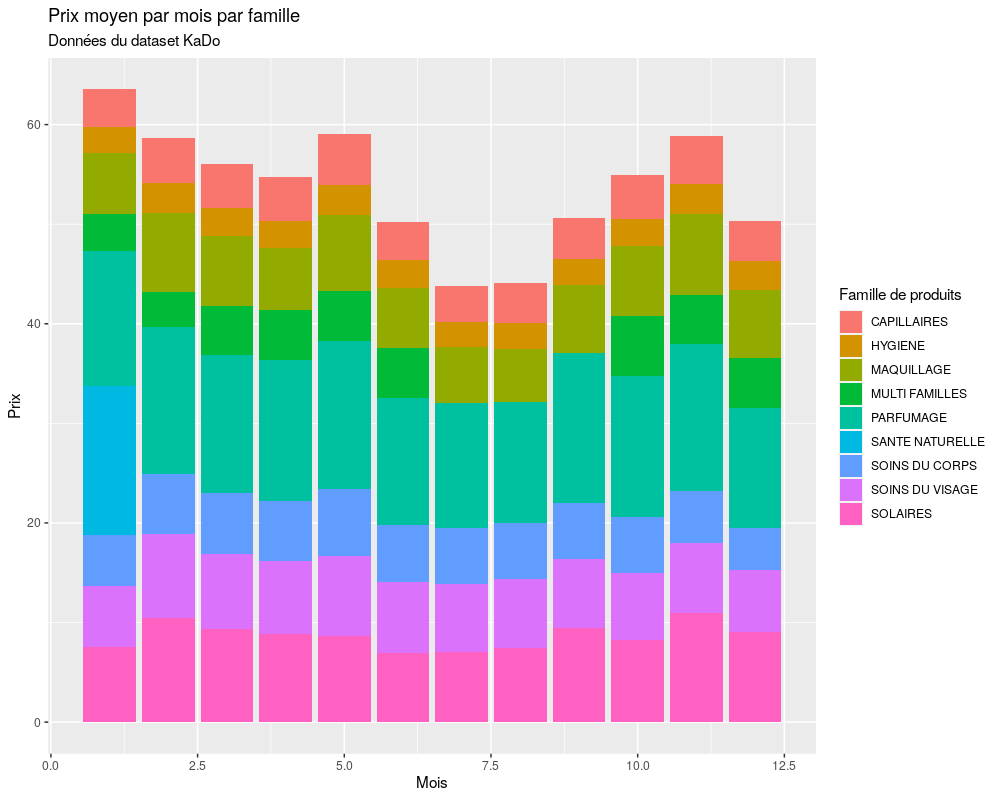 Prix moyen par mois par famille
Données du dataset KaDo
60
40
20
0
Prix
0.0
2.5
5.0
7.5
10.0
12.5
Mois
Famille de produits
CAPILLAIRES
HYGIENE
MAQUILLAGE
MULTI FAMILLES
PARFUMAGE
SANTE NATURELLE
SOINS DU CORPS
SOINS DU VISAGE
SOLAIRES